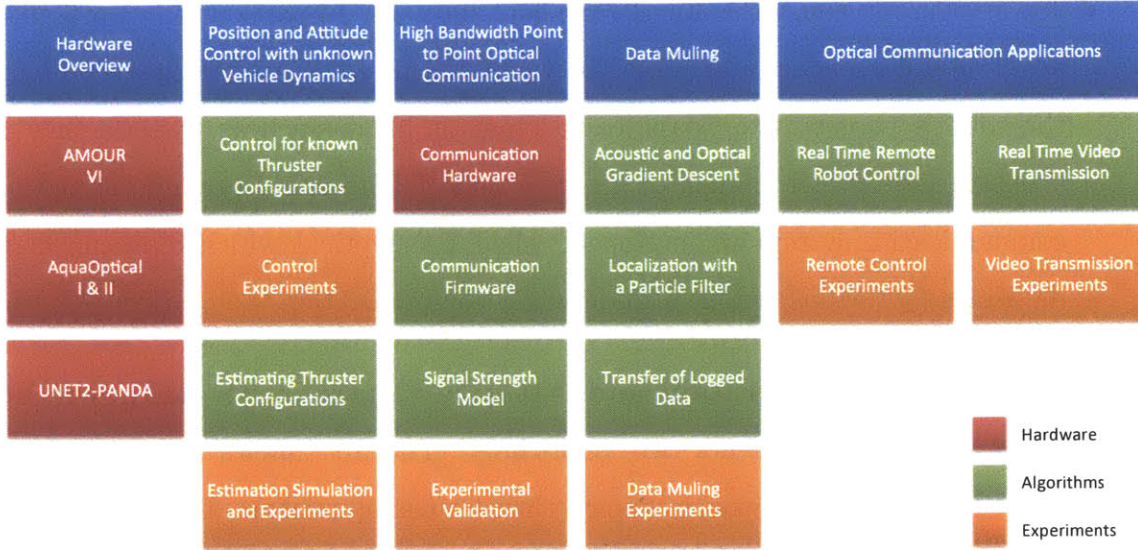 Hardware
Overview
Position and Attitude
Control with unknown
Vehicle Dynamics
High Bandwidth Point
to Point Optical
Communication
Data Muling
Optical Communication Applications
AMOUR
VI
Control for known
Thruster
Configurations
Communication
Hardware
Acoustic and Optical
Gradient Descent
Real Time Remote
Robot Control
Real Time Video
Transmission
AquaOptical
I & II
Control
Experiments
Communication
Firmware
Localization with
a Particle Filter
Remote Control
Experiments
Video Transmission
Experiments
UNET2-PANDA
Estimating Thruster
Configurations
Signal Strength
Model
Transfer of Logged
Data
Estimation Simulation
and Experiments
Experimental
Validation
Data Muling
Experiments
Hardware
Algorithms
Experiments